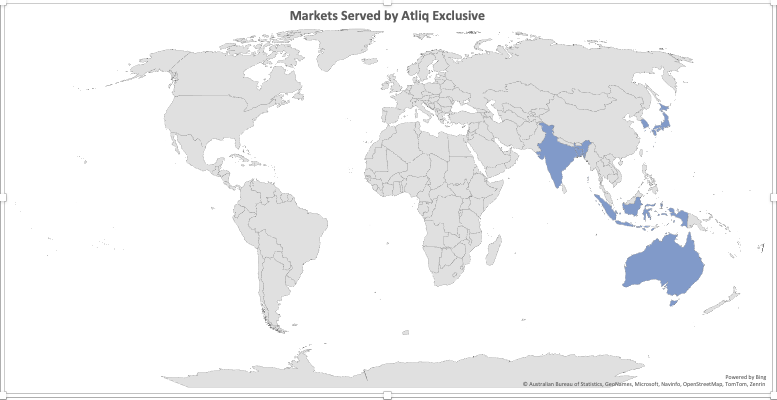 Markets Served by Atliq Exclusive
Powered by Bing
© Australian Bureau of Statistics, GeoNames, Microsoft, Navinfo, OpenStreetMap, TomTom, Zenrin